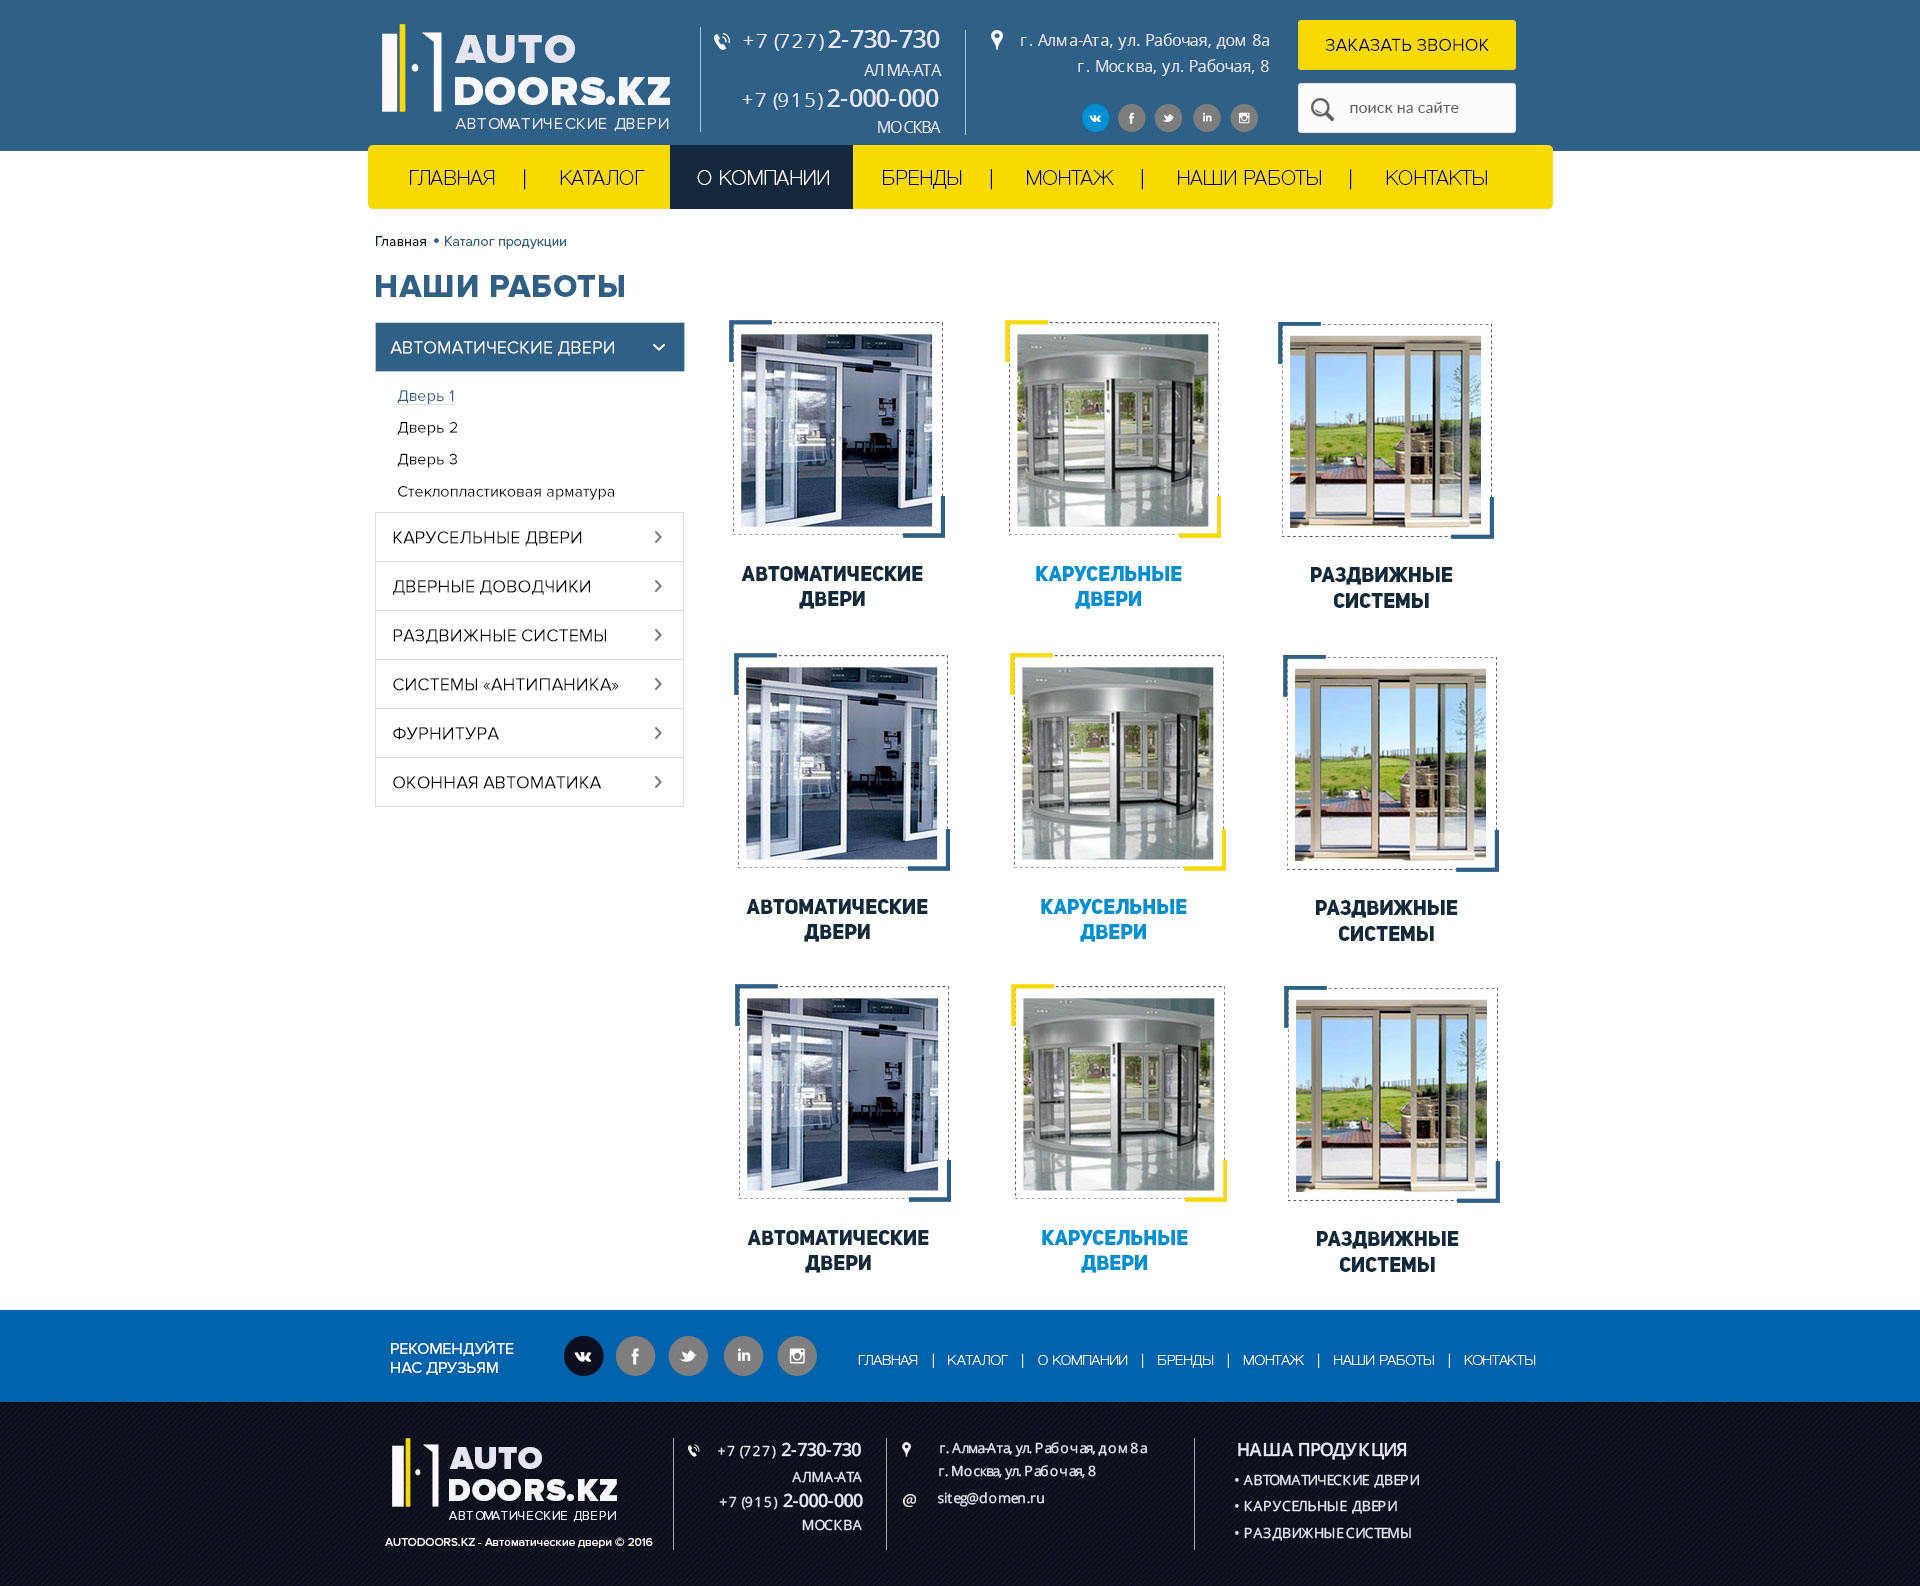 AUTO
DOORS.KZ
АВТОМАТИЧЕСКИЕ ДВЕРИ
+7 (727) 2-730-730
АЛМА-АТА
+7 (915) 2-000-000
МОСКВА
г. Алма-Ата, ул. Рабочая, дом 8а
г. Москва, ул. Рабочая, 8
ЗАКАЗАТЬ ЗВОНОК
поиск на сайте
ГЛАВНАЯ | КАТАЛОГ О КОМПАНИИ БРЕНДЫ | МОНТАЖ | НАШИ РАБОТЫ | КОНТАКТЫ
Главная • Каталог продукции
НАШИ РАБОТЫ
АВТОМАТИЧЕСКИЕ ДВЕРИ
Дверь 1
Дверь 2
Дверь 3
Стеклопластиковая арматура
КАРУСЕЛЬНЫЕ ДВЕРИ
ДВЕРНЫЕ ДОВОДЧИКИ
РАЗДВИЖНЫЕ СИСТЕМЫ
СИСТЕМЫ «АНТИПАНИКА»
ФУРНИТУРА
ОКОННАЯ АВТОМАТИКА
АВТОМАТИЧЕСКИЕ
ДВЕРИ
КАРУСЕЛЬНЫЕ
ДВЕРИ
РАЗДВИЖНЫЕ
СИСТЕМЫ
АВТОМАТИЧЕСКИЕ
ДВЕРИ
КАРУСЕЛЬНЫЕ
ДВЕРИ
РАЗДВИЖНЫЕ
СИСТЕМЫ
АВТОМАТИЧЕСКИЕ
ДВЕРИ
КАРУСЕЛЬНЫЕ
ДВЕРИ
РАЗДВИЖНЫЕ
СИСТЕМЫ
РЕКОМЕНДУЙТЕ
НАС ДРУЗЬЯМ
ГЛАВНАЯ | КАТАЛОГ | О КОМПАНИИ | БРЕНДЫ | МОНТАЖ | НАШИ РАБОТЫ | КОНТАКТЫ
AUTO
DOORS.KZ
АВТОМАТИЧЕСКИЕ ДВЕРИ
AUTODOORS.KZ - Автоматические двери © 2016
+7 (727) 2-730-730
АЛМА-АТА
+7 (915) 2-000-000
МОСКВА
г. Алма-Ата, ул. Рабочая, дом 8а
г. Москва, ул. Рабочая, 8
@ siteg@domen.ru
НАША ПРОДУКЦИЯ
• АВТОМАТИЧЕСКИЕ ДВЕРИ
• КАРУСЕЛЬНЫЕ ДВЕРИ
• РАЗДВИЖНЫЕ СИСТЕМЫ